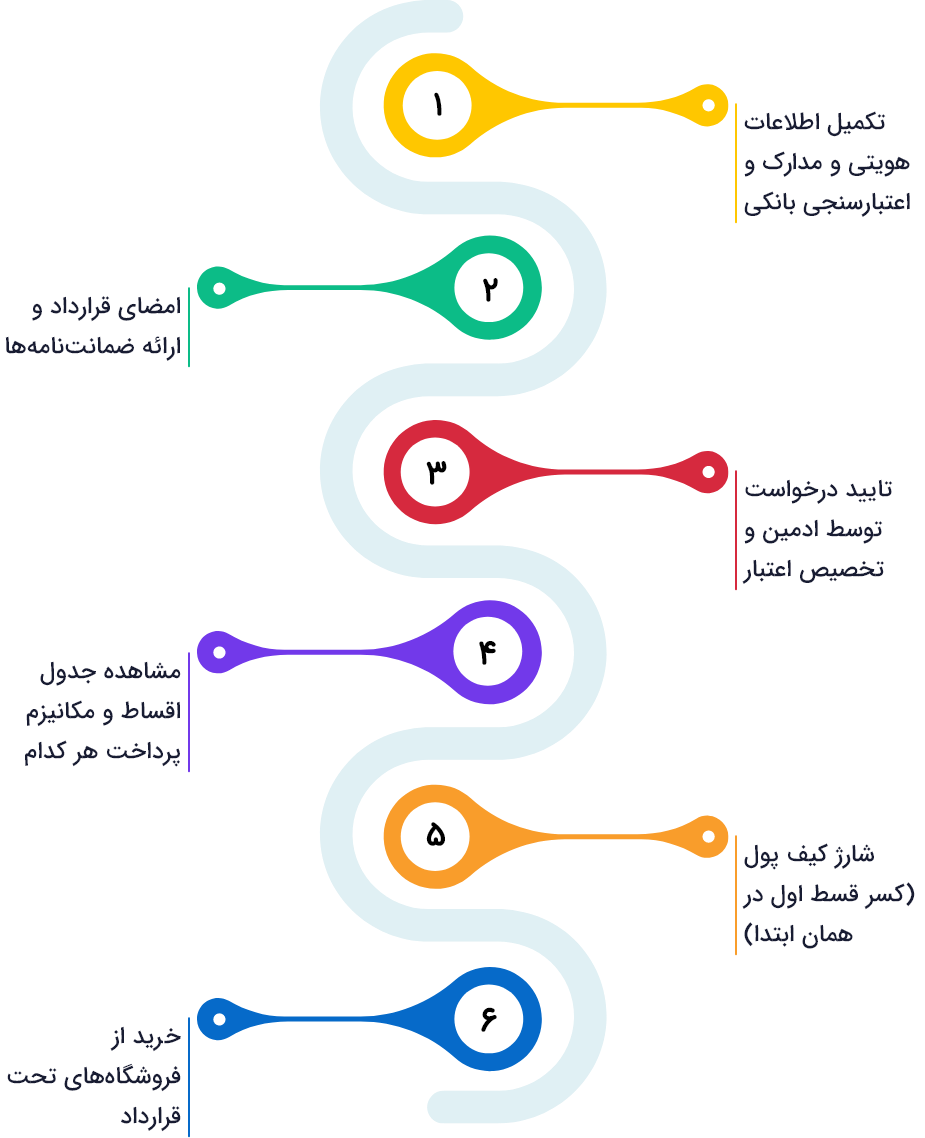 ۱
تکمیل اطلاعات
هویتی و مدارک و
اعتبارسنجی بانکی
۲
امضای قرارداد و
ارائه ضمانت‌نامه‌ها
۳
تایید درخواست
توسط ادمین و
تخصیص اعتبار
۴
مشاهده جدول
اقساط و مکانیزم
پرداخت هر کدام
۵
شارژ کیف پول
(کسر قسط اول در
همان ابتدا)
۶
خرید از
فروشگاه‌های تحت
قرارداد